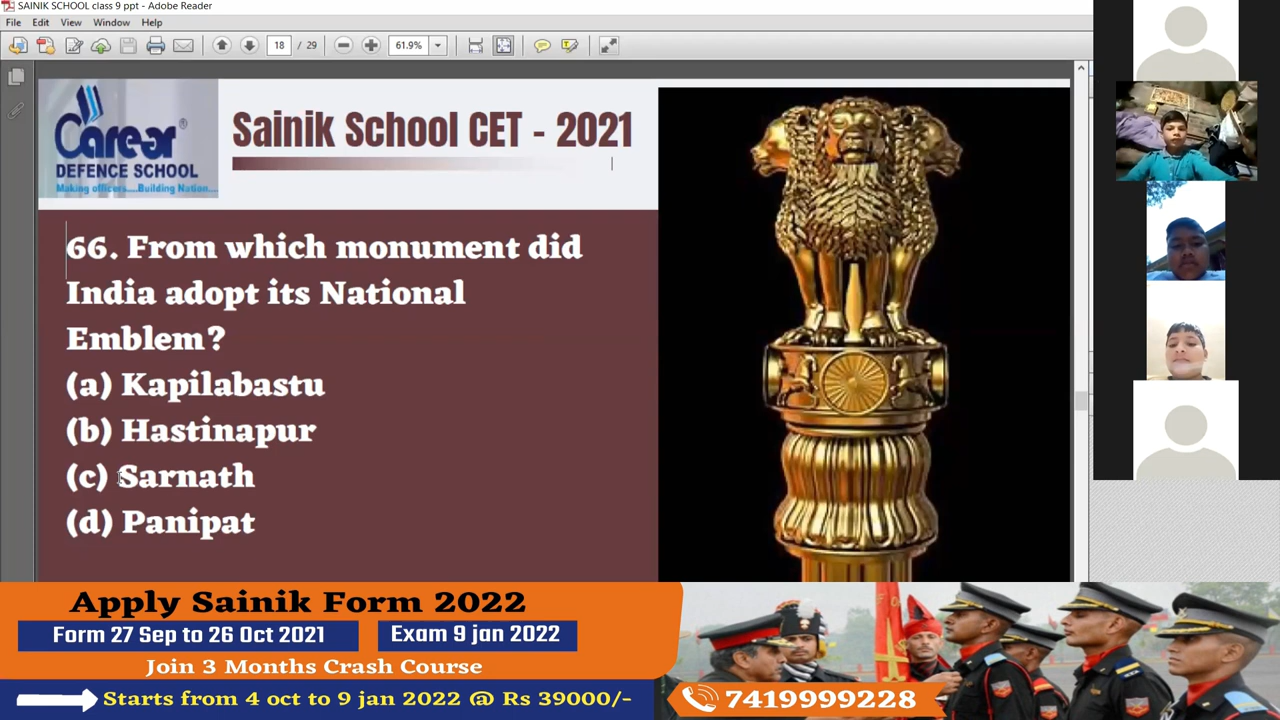 SAINIK SCHOOL class 9 ppt - Adobe Reader
File Edit View Window Help
18 / 29 61.9%
Career®
DEFENCE SCHOOL
Making officers....Building Nation....
Sainik School CET - 2021
66. From which monument did
India adopt its National
Emblem?
(a) Kapilabastu
(b) Hastinapur
(c) Sarnath
(d) Panipat
Apply Sainik Form 2022
Form 27 Sep to 26 Oct 2021
Exam 9 jan 2022
Join 3 Months Crash Course
Starts from 4 oct to 9 jan 2022 @ Rs 39000/-
7419999228